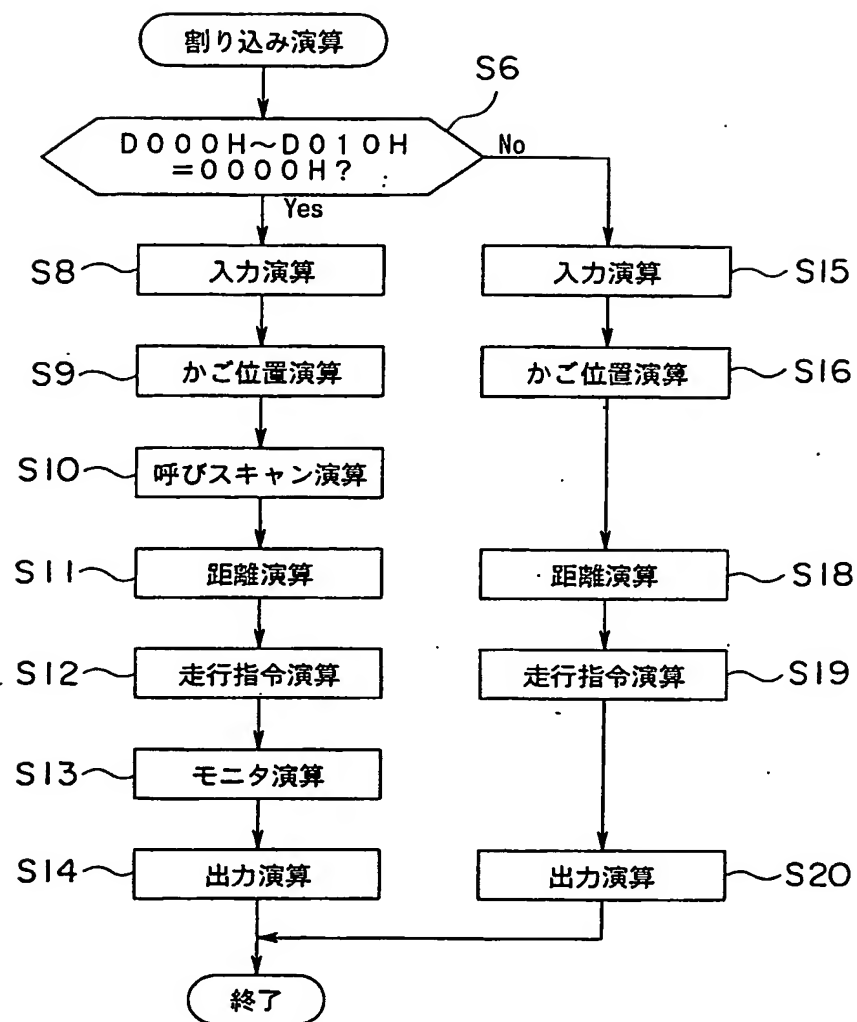 割り込み演算
S6
D000H～D010H
=0000H?
No
Yes
S8
入力演算
入力演算
S15
S9
かご位置演算
かご位置演算
S16
S10
呼びスキャン演算
S11
距離演算
距離演算
S18
S12
走行指令演算
走行指令演算
S19
S13
モニタ演算
S14
出力演算
出力演算
S20
終了